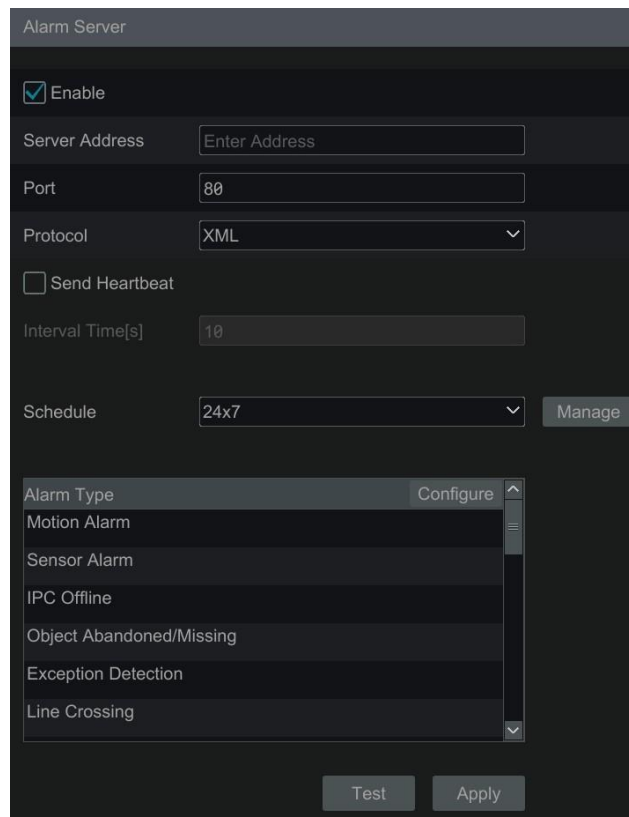 Alarm Server
Enable
Server Address Enter Address
Port 80
Protocol XML
Send Heartbeat
Interval Time[s] 10
Schedule 24x7 Manage
Alarm Type Configure
Motion Alarm
Sensor Alarm
IPC Offline
Object Abandoned/Missing
Exception Detection
Line Crossing
Test Apply